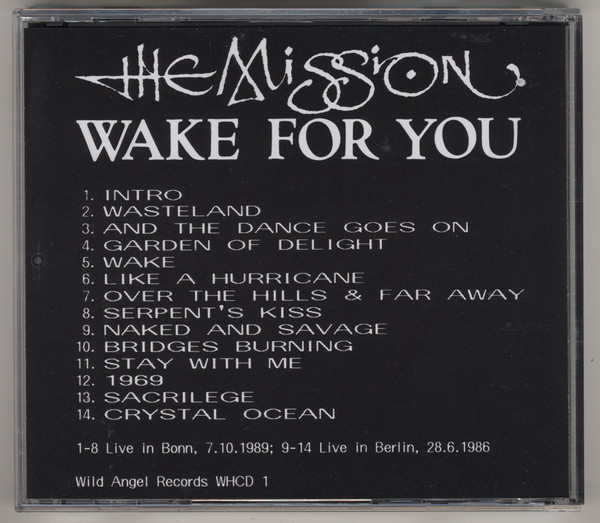 the Mission
WAKE FOR YOU
1. INTRO
2. WASTELAND
3. AND THE DANCE GOES ON
4. GARDEN OF DELIGHT
5. WAKE
6. LIKE A HURRICANE
7. OVER THE HILLS & FAR AWAY
8. SERPENT'S KISS
9. NAKED AND SAVAGE
10. BRIDGES BURNING
11. STAY WITH ME
12. 1969
13. SACRILEGE
14. CRYSTAL OCEAN
1-8 Live in Bonn, 7.10.1989; 9-14 Live in Berlin, 28.6.1986
Wild Angel Records WHCD 1